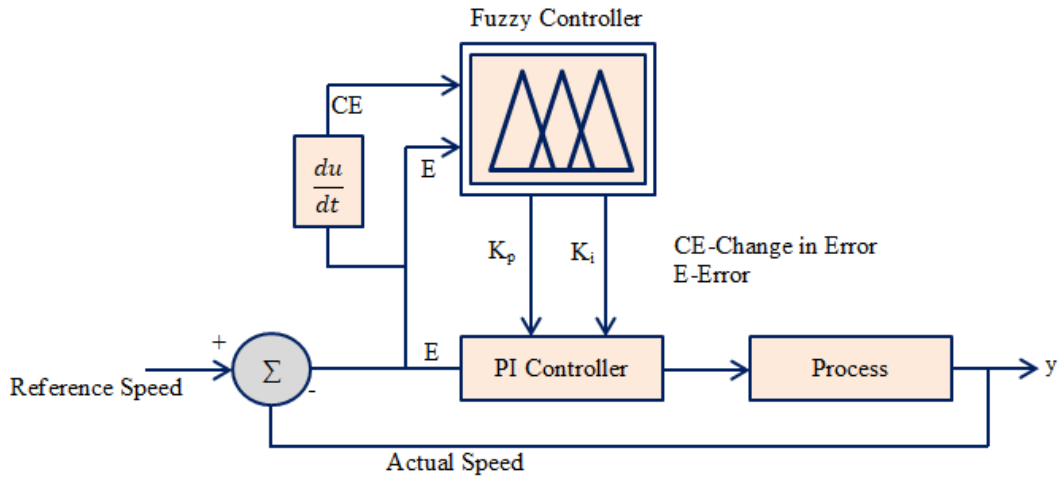 Fuzzy Controller
CE
E
du
dt
Kp
Ki
CE-Change in Error
E-Error
+
Reference Speed
Σ
-
E
PI Controller
Process
y
Actual Speed